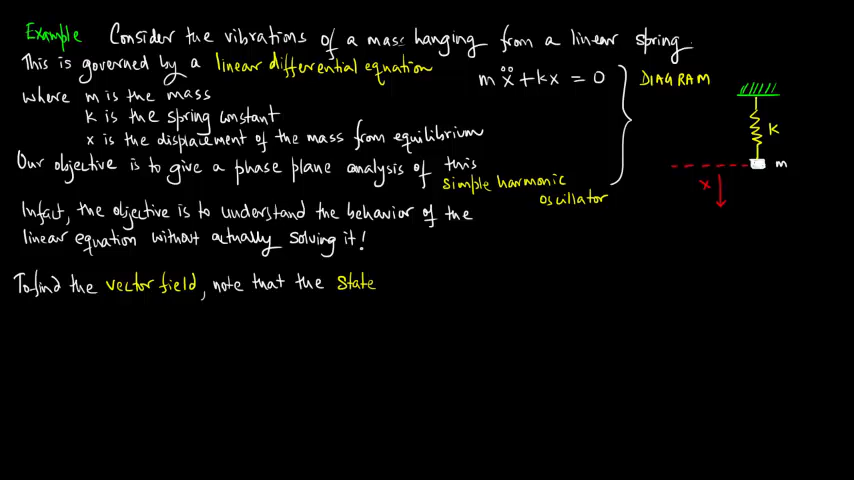 Example Consider the vibrations of a mass hanging from a linear spring.
This is governed by a linear differential equation
m ẍ + kx = 0
where m is the mass
k is the spring constant
x is the displacement of the mass from equilibrium
Our objective is to give a phase plane analysis of this
simple harmonic
oscillator
Infact, the objective is to understand the behavior of the
linear equation without actually solving it!
To find the vector field, note that the state
DIAGRAM
k
m
x